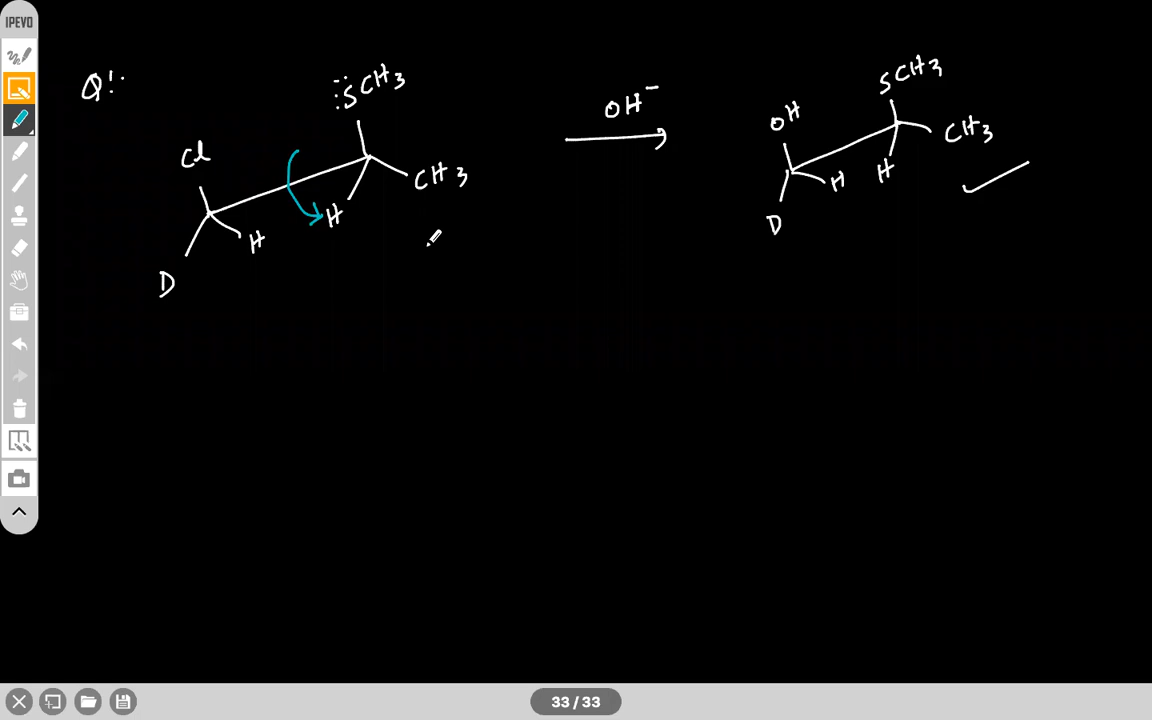 IPEVO
Q!:
:SCH3
Cl
CH3
H
H
D
OH−
SCH3
OH
CH3
H
H
D
33 / 33